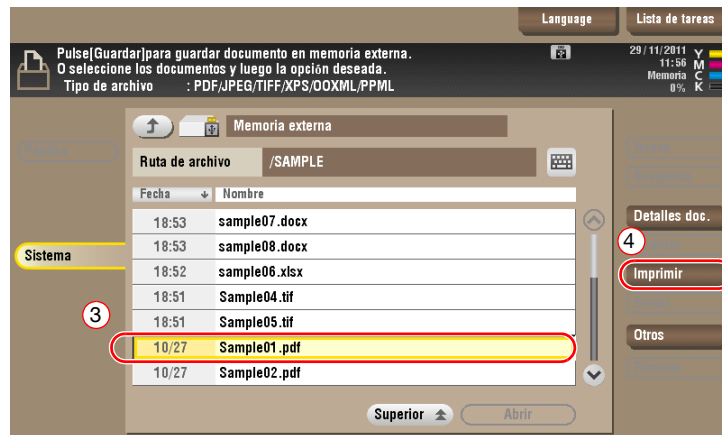 Language
Lista de tareas
Pulse[Guardar]para guardar documento en memoria externa.
O seleccione los documentos y luego la opción deseada.
Tipo de archivo : PDF/JPEG/TIFF/XPS/OOXML/PPML
29/11/2011
11:56
Memoria
0%
Y
M
C
K
Memoria externa
Ruta de archivo /SAMPLE
Fecha Nombre
18:53 sample07.docx
18:53 sample08.docx
18:52 sample06.xlsx
18:51 Sample04.tif
18:51 Sample05.tif
10/27 Sample01.pdf
10/27 Sample02.pdf
Sistema
3
Detalles doc.
4
Imprimir
Otros
Superior
Abrir